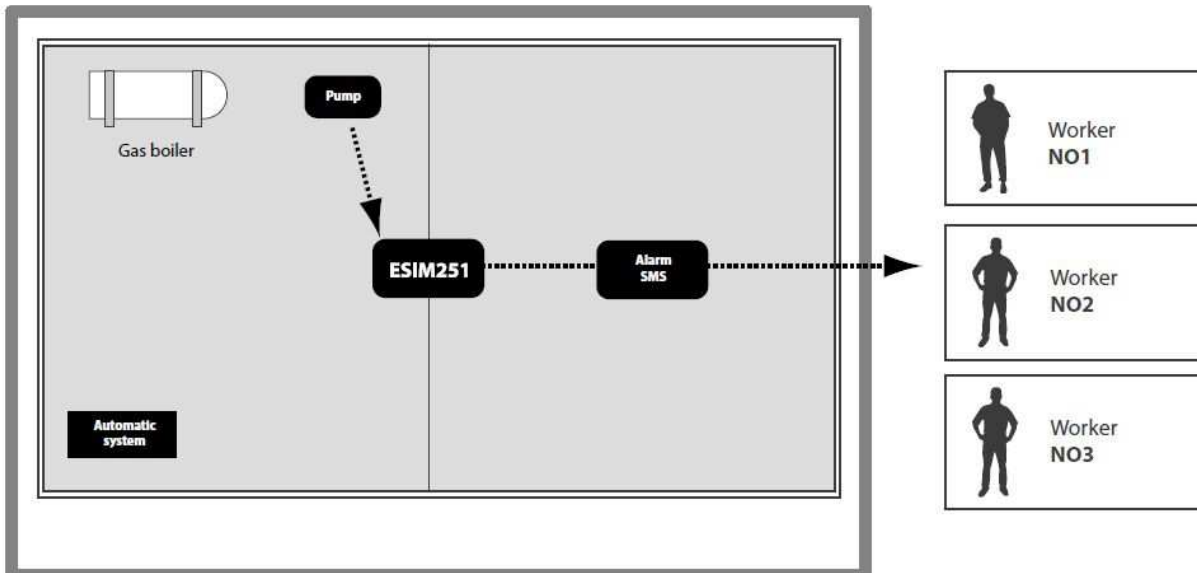 Pump
Gas boiler
ESIM251
Alarm
SMS
Automatic
system
Worker
NO1
Worker
NO2
Worker
NO3